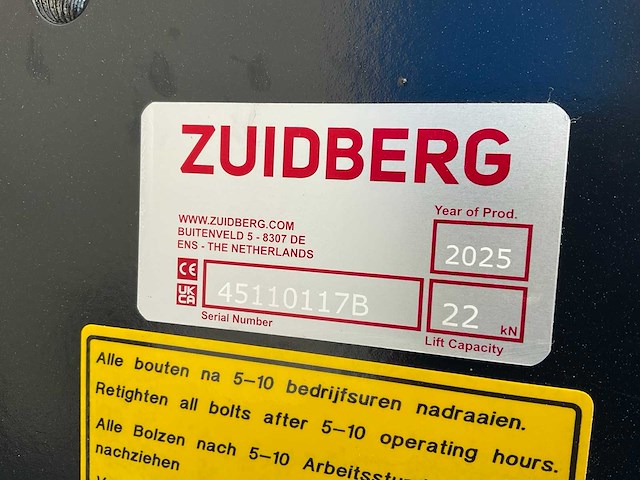 ZUIDBERG
WWW.ZUIDBERG.COM
BUITENVELD 5 - 8307 DE
ENS - THE NETHERLANDS
Year of Prod.
2025
CE
UK
CA
45110117B
Serial Number
22 kN
Lift Capacity
Alle bouten na 5-10 bedrijfsuren nadraaien.
Retighten all bolts after 5-10 operating hours.
Alle Bolzen nach 5-10
nachziehen